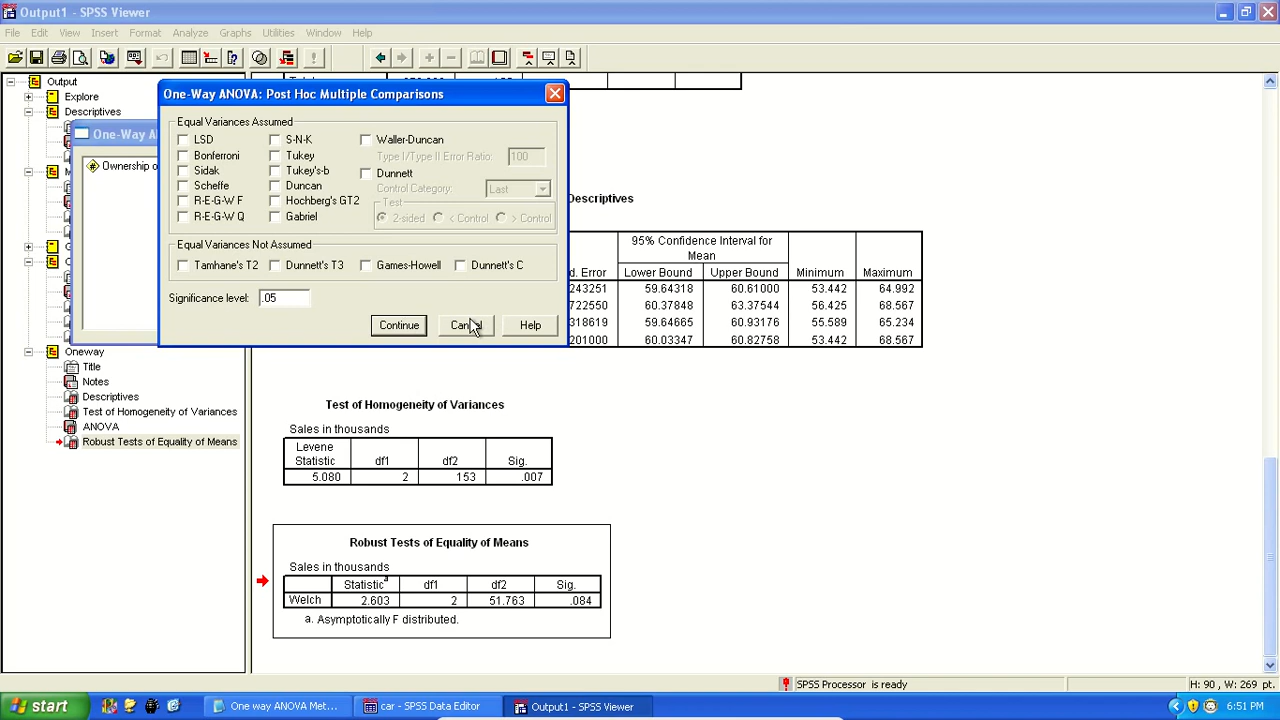 Output1 - SPSS Viewer
File Edit View Insert Format Analyze Graphs Utilities Window Help
Output
Explore
Descriptives
Oneway
Title
Notes
Descriptives
Test of Homogeneity of Variances
ANOVA
Robust Tests of Equality of Means
One-Way A
Ownership o
One-Way ANOVA: Post Hoc Multiple Comparisons
Equal Variances Assumed
LSD S-N-K Waller-Duncan
Bonferroni Tukey Type I/Type II Error Ratio: 100
Sidak Tukey's-b Dunnett
Scheffe Duncan Control Category: Last
R-E-G-W F Hochberg's GT2 Test
R-E-G-W Q Gabriel 2-sided < Control > Control
Equal Variances Not Assumed
Tamhane's T2 Dunnett's T3 Games-Howell Dunnett's C
Significance level: .05
Continue Cancel Help
Descriptives
95% Confidence Interval for
Mean
d. Error Lower Bound Upper Bound Minimum Maximum
243251 59.64318 60.61000 53.442 64.992
722550 60.37848 63.37544 56.425 68.567
318619 59.64665 60.93176 55.589 65.234
201000 60.03347 60.82758 53.442 68.567
Test of Homogeneity of Variances
Sales in thousands
Levene
Statistic df1 df2 Sig.
5.080 2 153 .007
Robust Tests of Equality of Means
Sales in thousands
Statistic a df1 df2 Sig.
Welch 2.603 2 51.763 .084
a. Asymptotically F distributed.
SPSS Processor is ready H: 90, W: 269 pt.
start One way ANOVA Met... car - SPSS Data Editor Output1 - SPSS Viewer 6:51 PM